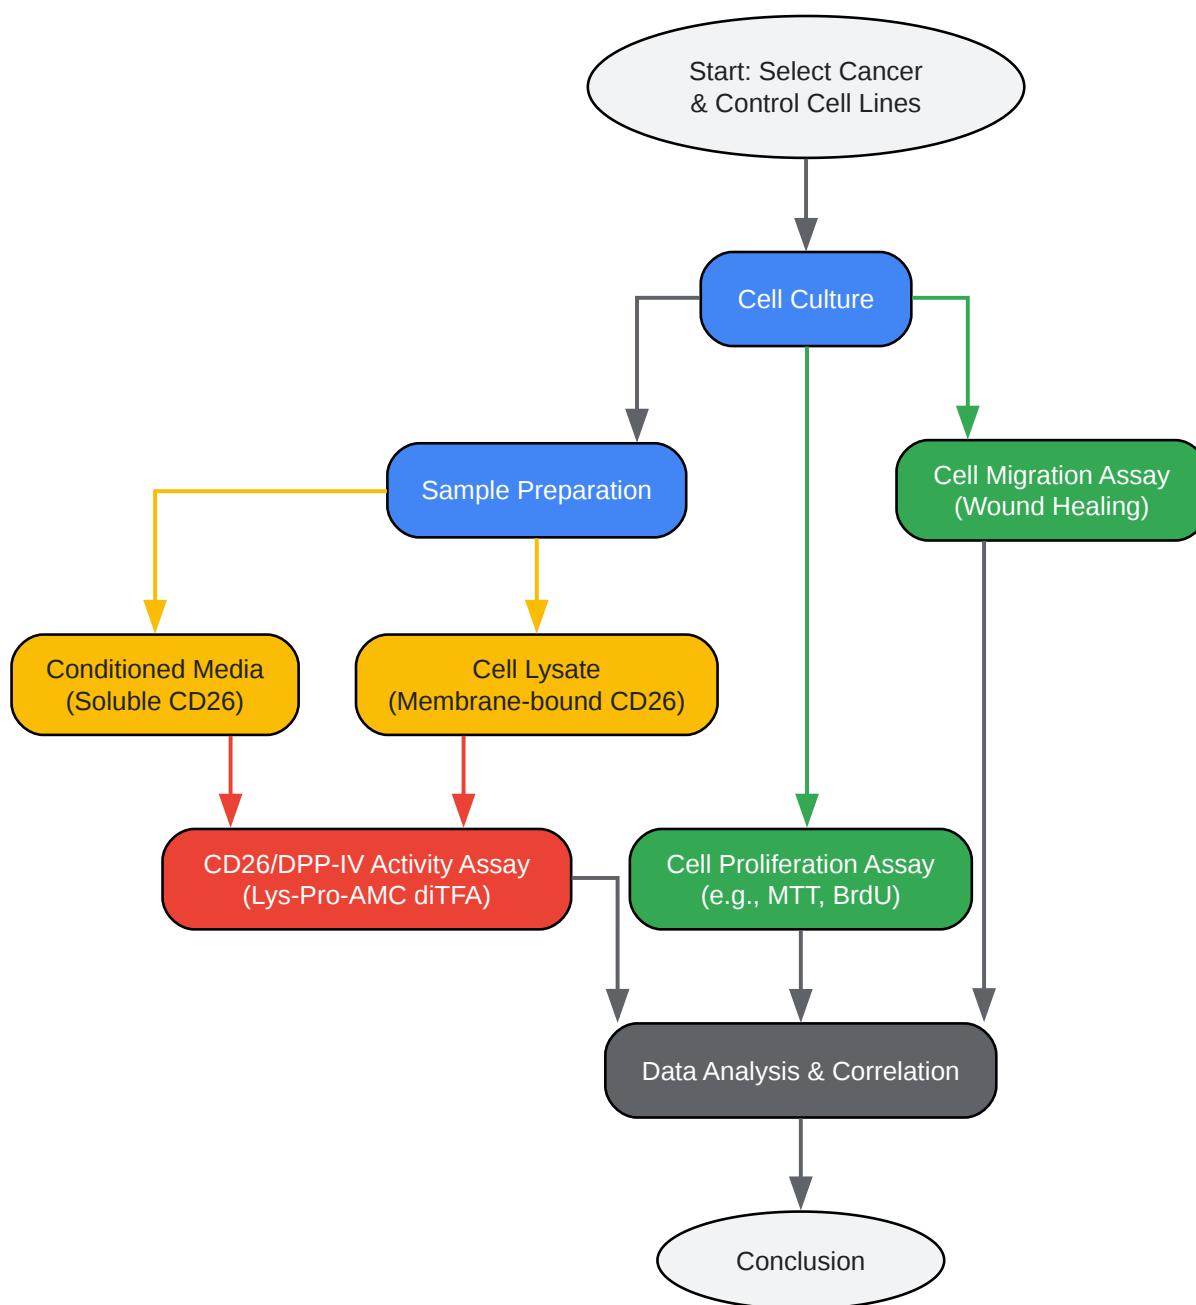 Start: Select Cancer
& Control Cell Lines
Cell Culture
Cell Migration Assay
(Wound Healing)
Sample Preparation
Conditioned Media
(Soluble CD26)
Cell Lysate
(Membrane-bound CD26)
CD26/DPP-IV Activity Assay
(Lys-Pro-AMC diTFA)
Cell Proliferation Assay
(e.g., MTT, BrdU)
Data Analysis & Correlation
Conclusion